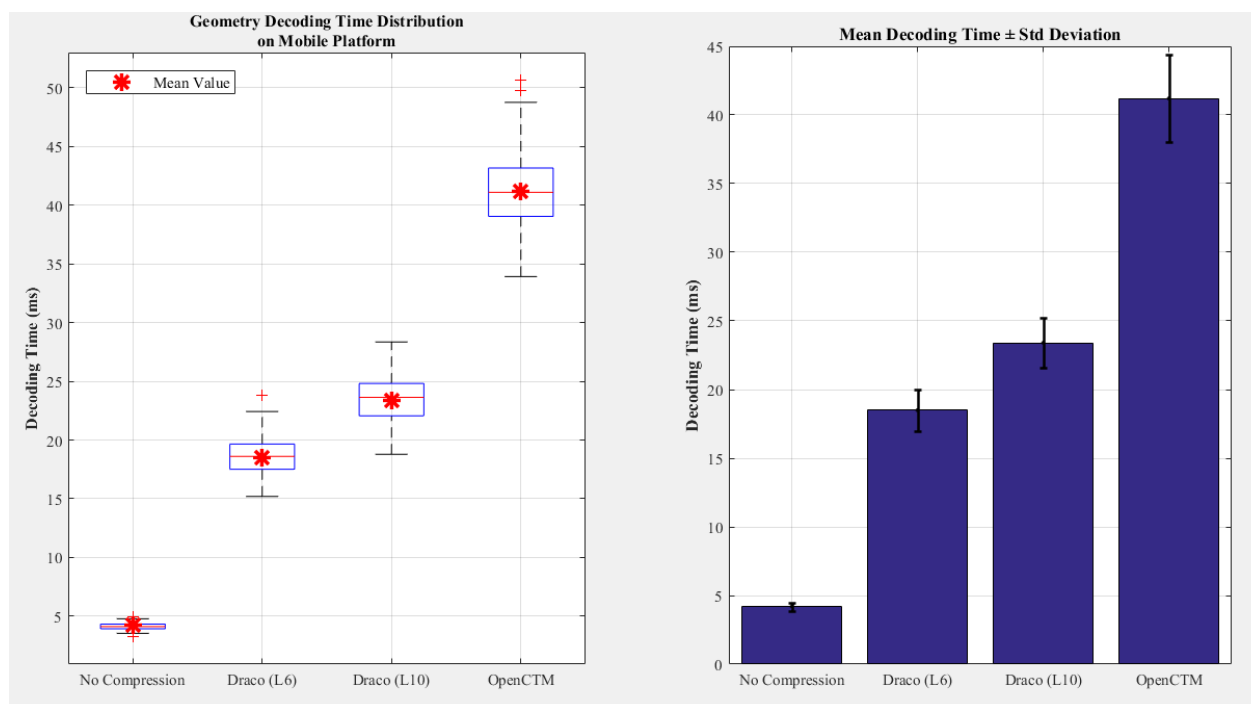 Geometry Decoding Time Distribution
on Mobile Platform
Mean Value
50
45
40
35
30
25
20
15
10
5
Decoding Time (ms)
No Compression Draco (L6) Draco (L10) OpenCTM
Mean Decoding Time ± Std Deviation
45
40
35
30
25
20
15
10
5
0
Decoding Time (ms)
No Compression Draco (L6) Draco (L10) OpenCTM